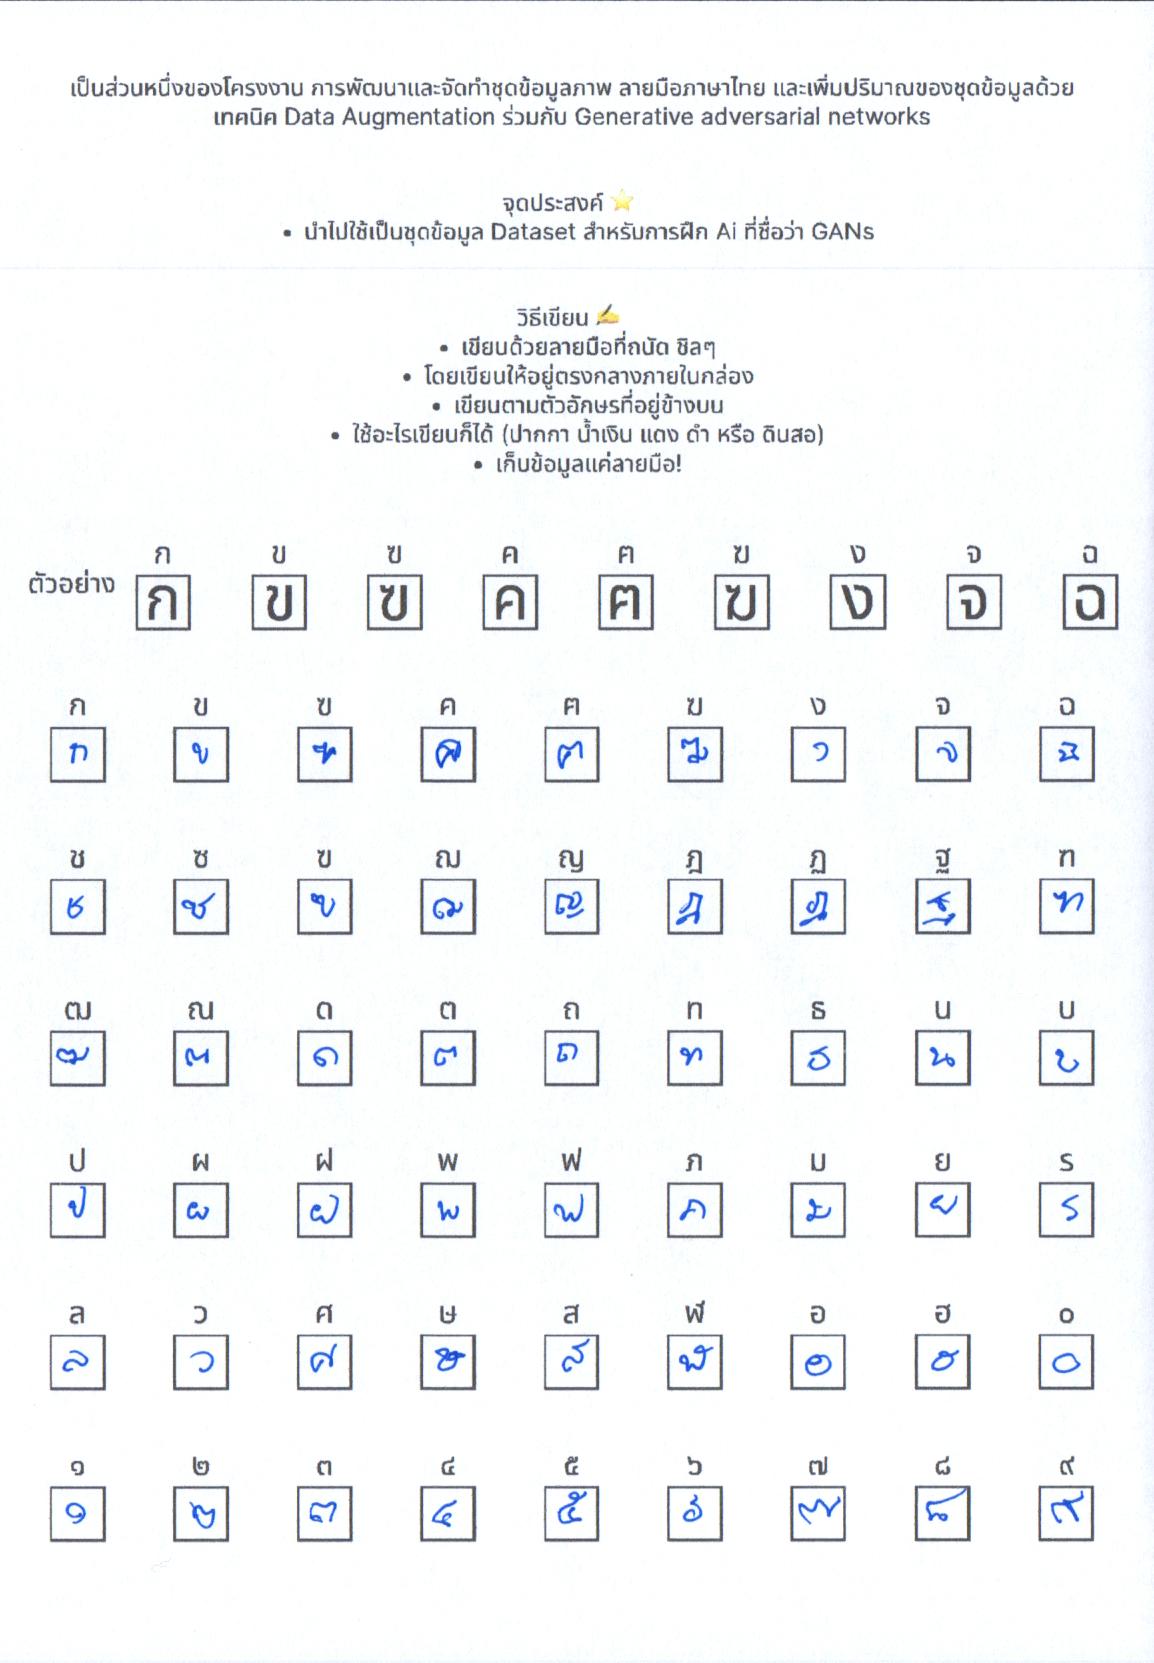 เป็นส่วนหนึ่งของโครงงาน การพัฒนาและจัดทำชุดข้อมูลภาพ ลายมือภาษาไทย และเพิ่มปริมาณของชุดข้อมูลด้วย
เทคนิค Data Augmentation ร่วมกับ Generative adversarial networks
จุดประสงค์ ⭐
• นำไปใช้เป็นชุดข้อมูล Dataset สำหรับการฝึก Ai ที่ชื่อว่า GANs
วิธีเขียน ✍
• เขียนด้วยลายมือที่ถนัด ชิลๆ
• โดยเขียนให้อยู่ตรงกลางภายในกล่อง
• เขียนตามตัวอักษรที่อยู่ข้างบน
• ใช้อะไรเขียนก็ได้ (ปากกา น้ำเงิน แดง ดำ หรือ ดินสอ)
• เก็บข้อมูลแค่ลายมือ!
ก ข ฃ ค ฅ ฆ ง จ ฉ
ตัวอย่าง ก ข ฃ ค ฅ ฆ ง จ ฉ
ก ข ฃ ค ฅ ฆ ง จ ฉ
ก ข ฃ ค ฅ ฆ ง จ ฉ
ช ซ ฃ ฌ ญ ฎ ฏ ฐ ฑ
ช ซ ฃ ฌ ญ ฎ ฏ ฐ ฑ
ฒ ณ ด ต ถ ท ธ น บ
ฒ ณ ด ต ถ ท ธ น บ
ป ผ ฝ พ ฟ ภ ม ย ร
ป ผ ฝ พ ฟ ภ ม ย ร
ล ว ศ ษ ส ฬ อ ฮ ๐
ล ว ศ ษ ส ฬ อ ฮ ๐
๑ ๒ ๓ ๔ ๕ ๖ ๗ ๘ ๙
๑ ๒ ๓ ๔ ๕ ๖ ๗ ๘ ๙